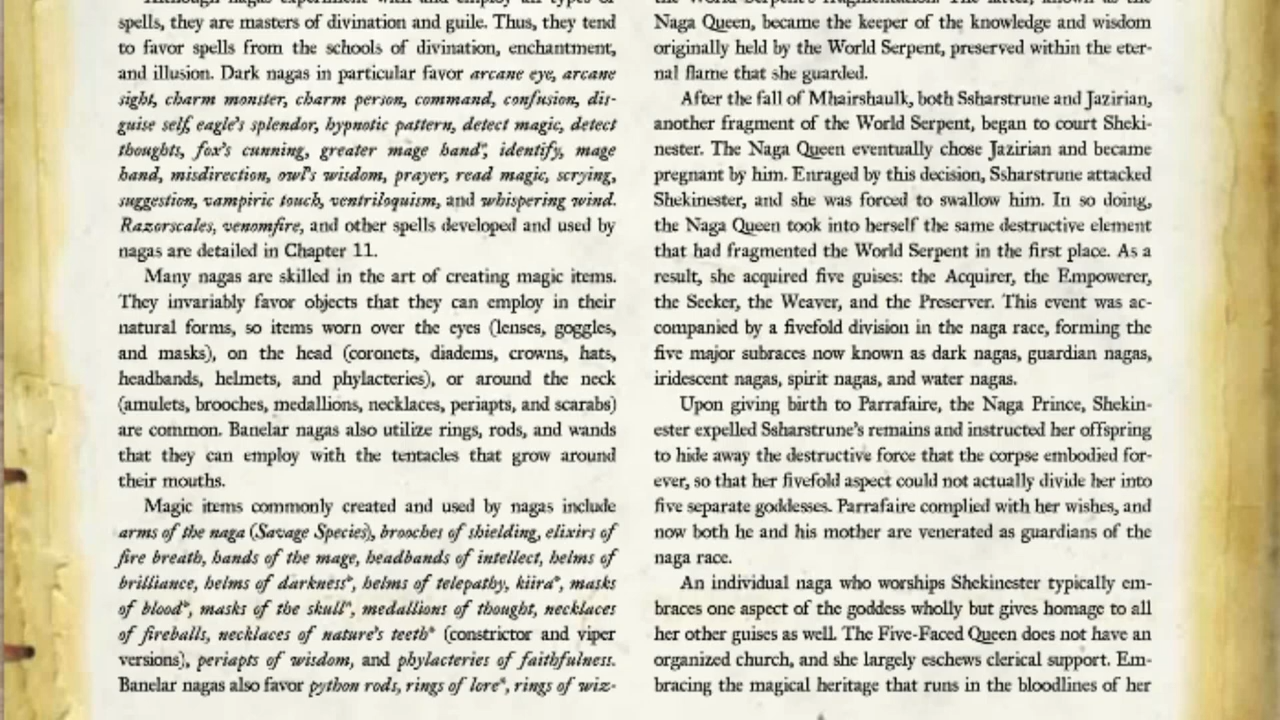 Although nagas experiment with and employ all types of
spells, they are masters of divination and guile. Thus, they tend
to favor spells from the schools of divination, enchantment,
and illusion. Dark nagas in particular favor arcane eye, arcane
sight, charm monster, charm person, command, confusion, dis-
guise self, eagle's splendor, hypnotic pattern, detect magic, detect
thoughts, fox's cunning, greater mage hand*, identify, mage
hand, misdirection, owl's wisdom, prayer, read magic, scrying,
suggestion, vampiric touch, ventriloquism, and whispering wind.
Razorscales, venomfire, and other spells developed and used by
nagas are detailed in Chapter 11.
Many nagas are skilled in the art of creating magic items.
They invariably favor objects that they can employ in their
natural forms, so items worn over the eyes (lenses, goggles,
and masks), on the head (coronets, diadems, crowns, hats,
headbands, helmets, and phylacteries), or around the neck
(amulets, brooches, medallions, necklaces, periapts, and scarabs)
are common. Banelar nagas also utilize rings, rods, and wands
that they can employ with the tentacles that grow around
their mouths.
Magic items commonly created and used by nagas include
arms of the naga (Savage Species), brooches of shielding, elixirs of
fire breath, hands of the mage, headbands of intellect, helms of
brilliance, helms of darkness*, helms of telepathy, kiira*, masks
of blood*, masks of the skull*, medallions of thought, necklaces
of fireballs, necklaces of nature's teeth* (constrictor and viper
versions), periapts of wisdom, and phylacteries of faithfulness.
Banelar nagas also favor python rods, rings of lore*, rings of wiz-
the World Serpent's fragmentation. The latter, known as the
Naga Queen, became the keeper of the knowledge and wisdom
originally held by the World Serpent, preserved within the eter-
nal flame that she guarded.
After the fall of Mhairshaulk, both Ssharstrune and Jazirian,
another fragment of the World Serpent, began to court Sheki-
nester. The Naga Queen eventually chose Jazirian and became
pregnant by him. Enraged by this decision, Ssharstrune attacked
Shekinester, and she was forced to swallow him. In so doing,
the Naga Queen took into herself the same destructive element
that had fragmented the World Serpent in the first place. As a
result, she acquired five guises: the Acquirer, the Empowerer,
the Seeker, the Weaver, and the Preserver. This event was ac-
companied by a fivefold division in the naga race, forming the
five major subraces now known as dark nagas, guardian nagas,
iridescent nagas, spirit nagas, and water nagas.
Upon giving birth to Parrafaire, the Naga Prince, Shekin-
ester expelled Ssharstrune's remains and instructed her offspring
to hide away the destructive force that the corpse embodied for-
ever, so that her fivefold aspect could not actually divide her into
five separate goddesses. Parrafaire complied with her wishes, and
now both he and his mother are venerated as guardians of the
naga race.
An individual naga who worships Shekinester typically em-
braces one aspect of the goddess wholly but gives homage to all
her other guises as well. The Five-Faced Queen does not have an
organized church, and she largely eschews clerical support. Em-
bracing the magical heritage that runs in the bloodlines of her